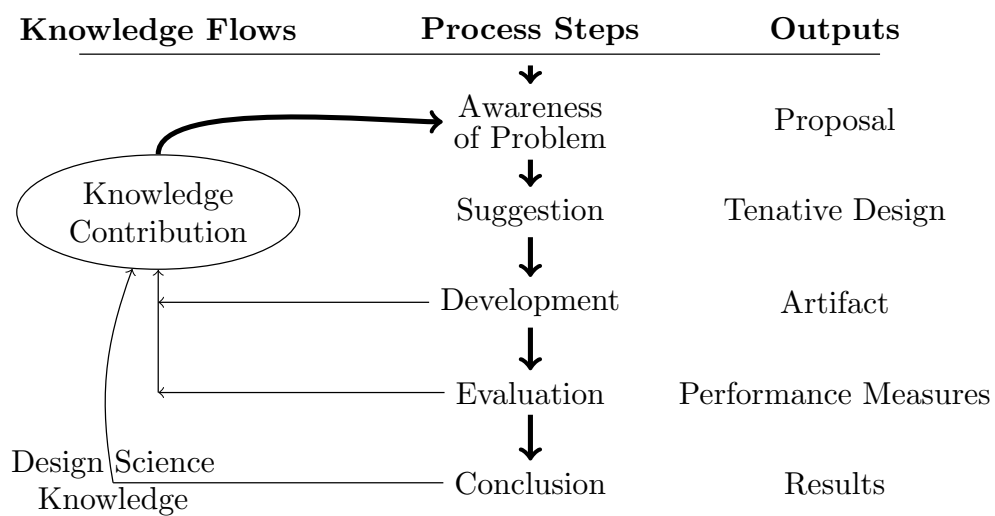 Knowledge Flows Process Steps Outputs
Awareness
of Problem
Proposal
Knowledge
Contribution
Suggestion
Tenative Design
Development
Artifact
Evaluation
Performance Measures
Design Science
Knowledge
Conclusion
Results